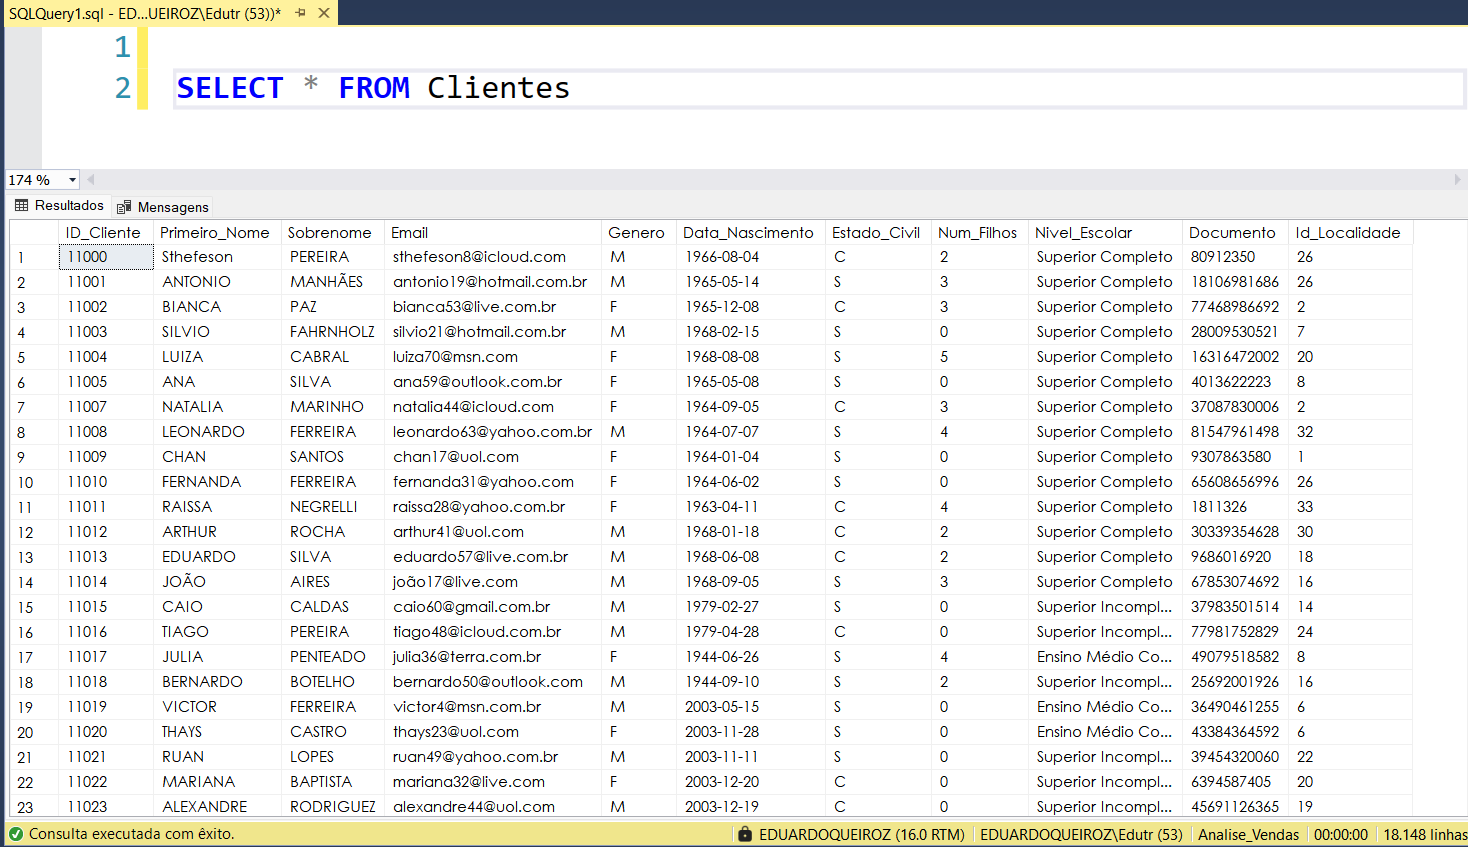 SQLQuery1.sql - ED...UEIROZ\Edutr (53))*
1
2 SELECT * FROM Clientes
174 %
Resultados Mensagens
ID_Cliente Primeiro_Nome Sobrenome Email Genero Data_Nascimento Estado_Civil Num_Filhos Nivel_Escolar Documento Id_Localidade
1 11000 Sthefeson PEREIRA sthefeson8@icloud.com M 1966-08-04 C 2 Superior Completo 80912350 26
2 11001 ANTONIO MANHÃES antonio19@hotmail.com.br M 1965-05-14 S 3 Superior Completo 18106981686 26
3 11002 BIANCA PAZ bianca53@live.com.br F 1965-12-08 C 3 Superior Completo 77468986692 2
4 11003 SILVIO FAHRNHOLZ silvio21@hotmail.com.br M 1968-02-15 S 0 Superior Completo 28009530521 7
5 11004 LUIZA CABRAL luiza70@msn.com F 1968-08-08 S 5 Superior Completo 16316472002 20
6 11005 ANA SILVA ana59@outlook.com.br F 1965-05-08 S 0 Superior Completo 4013622223 8
7 11007 NATALIA MARINHO natalia44@icloud.com F 1964-09-05 C 3 Superior Completo 37087830006 2
8 11008 LEONARDO FERREIRA leonardo63@yahoo.com.br M 1964-07-07 S 4 Superior Completo 81547961498 32
9 11009 CHAN SANTOS chan17@uol.com F 1964-01-04 S 0 Superior Completo 9307863580 1
10 11010 FERNANDA FERREIRA fernanda31@yahoo.com F 1964-06-02 S 0 Superior Completo 65608656996 26
11 11011 RAISSA NEGRELLI raissa28@yahoo.com.br F 1963-04-11 C 4 Superior Completo 1811326 33
12 11012 ARTHUR ROCHA arthur41@uol.com M 1968-01-18 C 2 Superior Completo 30339354628 30
13 11013 EDUARDO SILVA eduardo57@live.com.br M 1968-06-08 C 2 Superior Completo 9686016920 18
14 11014 JOÃO AIRES joão17@live.com M 1968-09-05 S 3 Superior Completo 67853074692 16
15 11015 CAIO CALDAS caio60@gmail.com.br M 1979-02-27 S 0 Superior Incompl... 37983501514 14
16 11016 TIAGO PEREIRA tiago48@icloud.com.br M 1979-04-28 C 0 Superior Incompl... 77981752829 24
17 11017 JULIA PENTEADO julia36@terra.com.br F 1944-06-26 S 4 Ensino Médio Co... 49079518582 8
18 11018 BERNARDO BOTELHO bernardo50@outlook.com M 1944-09-10 S 2 Superior Incompl... 25692001926 16
19 11019 VICTOR FERREIRA victor4@msn.com.br M 2003-05-15 S 0 Ensino Médio Co... 36490461255 6
20 11020 THAYS CASTRO thays23@uol.com F 2003-11-28 S 0 Ensino Médio Co... 43384364592 6
21 11021 RUAN LOPES ruan49@yahoo.com.br M 2003-11-11 S 0 Superior Incompl... 39454320060 22
22 11022 MARIANA BAPTISTA mariana32@live.com F 2003-12-20 C 0 Superior Incompl... 6394587405 20
23 11023 ALEXANDRE RODRIGUEZ alexandre44@uol.com M 2003-12-19 C 0 Superior Incompl... 45691126365 19
Consulta executada com êxito. EDUARDOQUEIROZ (16.0 RTM) EDUARDOQUEIROZ\Edutr (53) Analise_Vendas 00:00:00 18.148 linhas